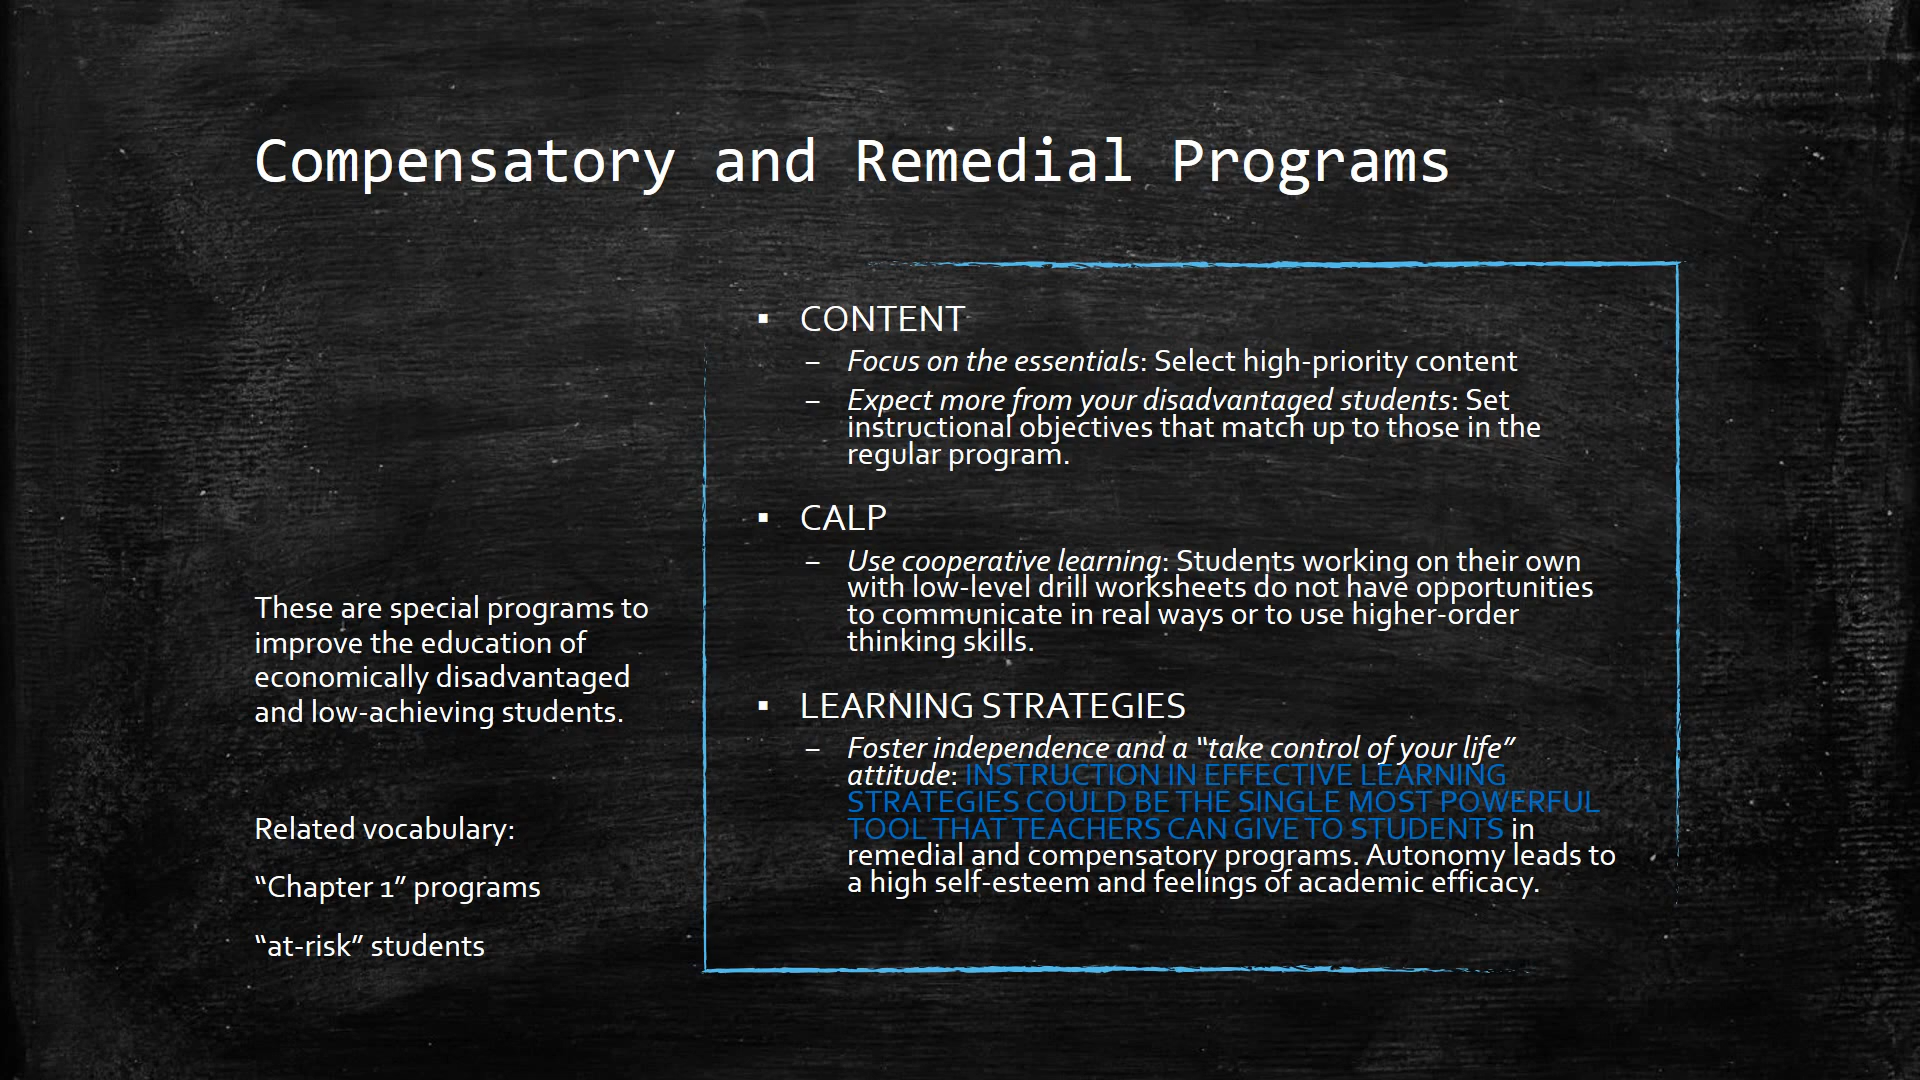 Compensatory and Remedial Programs
These are special programs to
improve the education of
economically disadvantaged
and low-achieving students.
Related vocabulary:
“Chapter 1” programs
“at-risk” students
▪ CONTENT
– Focus on the essentials: Select high-priority content
– Expect more from your disadvantaged students: Set
instructional objectives that match up to those in the
regular program.
▪ CALP
– Use cooperative learning: Students working on their own
with low-level drill worksheets do not have opportunities
to communicate in real ways or to use higher-order
thinking skills.
▪ LEARNING STRATEGIES
– Foster independence and a “take control of your life”
attitude: INSTRUCTION IN EFFECTIVE LEARNING
STRATEGIES COULD BE THE SINGLE MOST POWERFUL
TOOL THAT TEACHERS CAN GIVE TO STUDENTS in
remedial and compensatory programs. Autonomy leads to
a high self-esteem and feelings of academic efficacy.